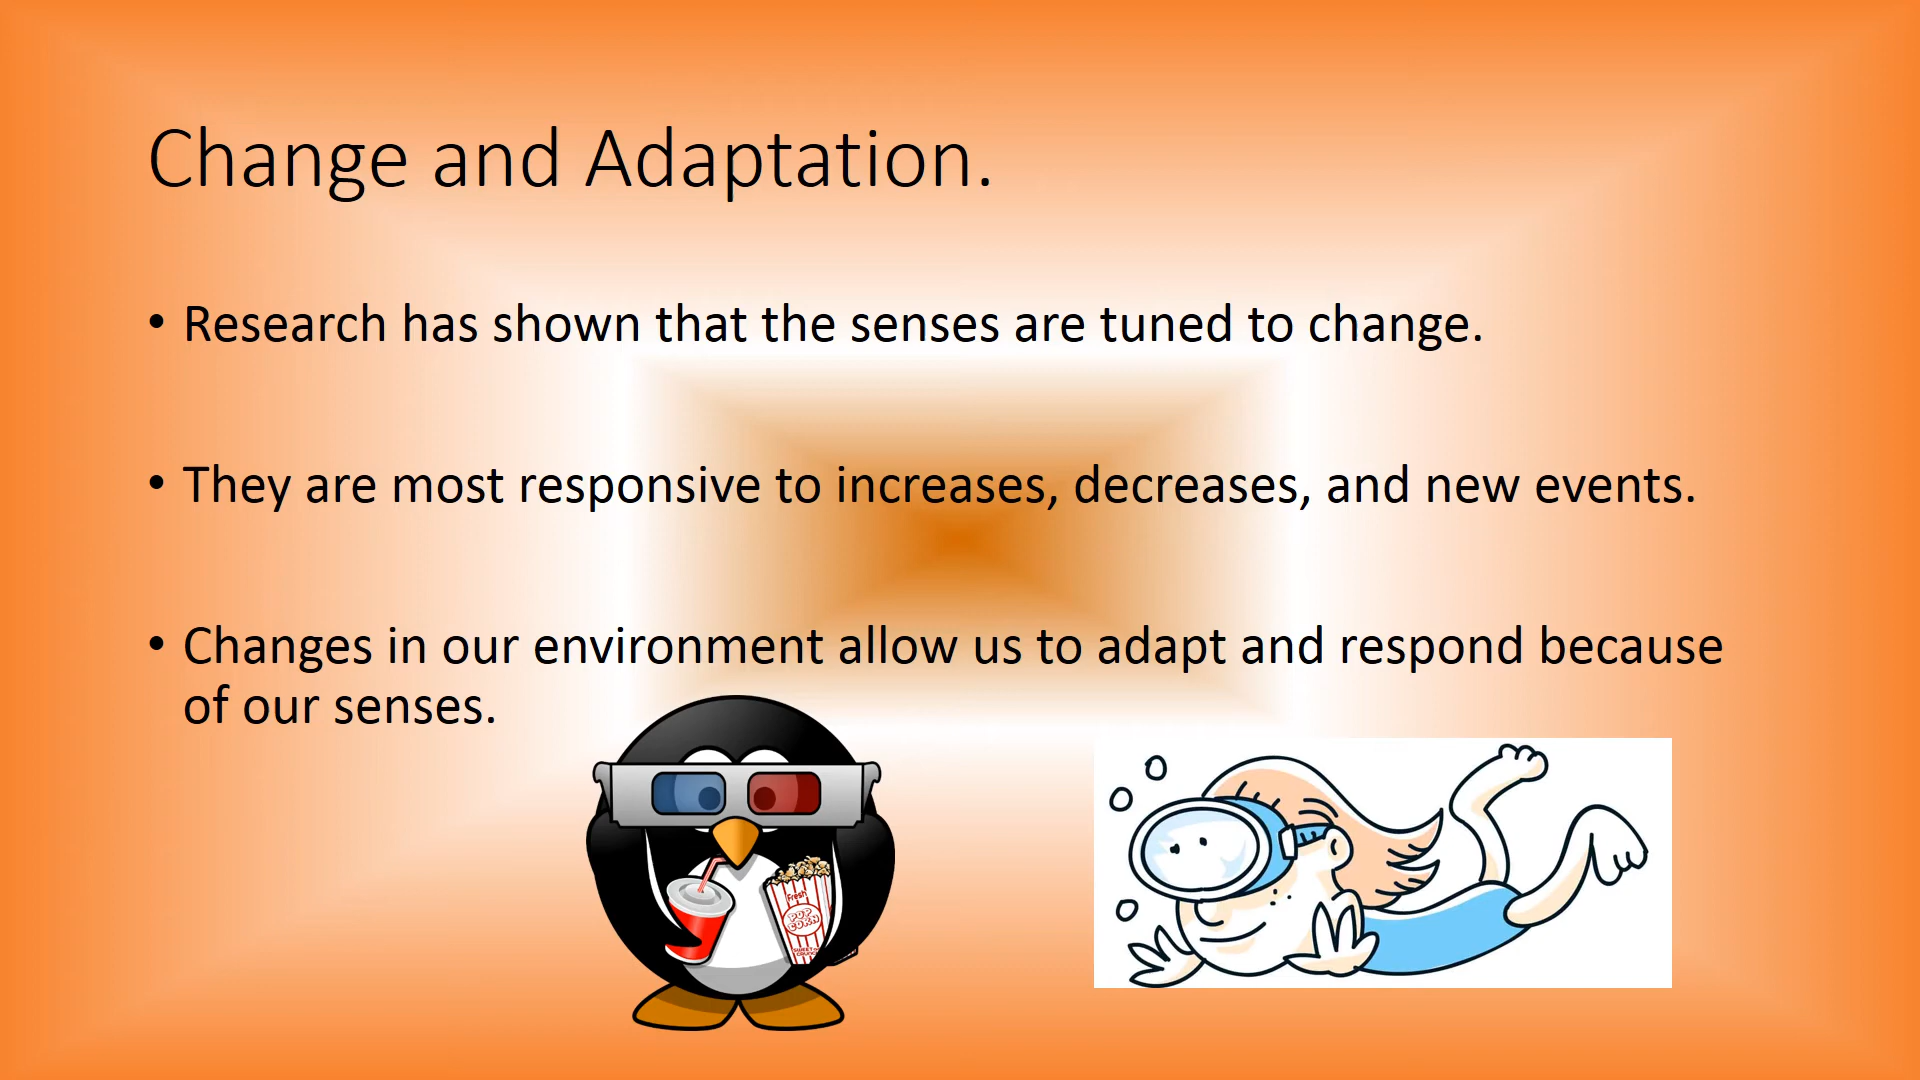 Change and Adaptation.
• Research has shown that the senses are tuned to change.
• They are most responsive to increases, decreases, and new events.
• Changes in our environment allow us to adapt and respond because
of our senses.
Fresh
POP
CORN